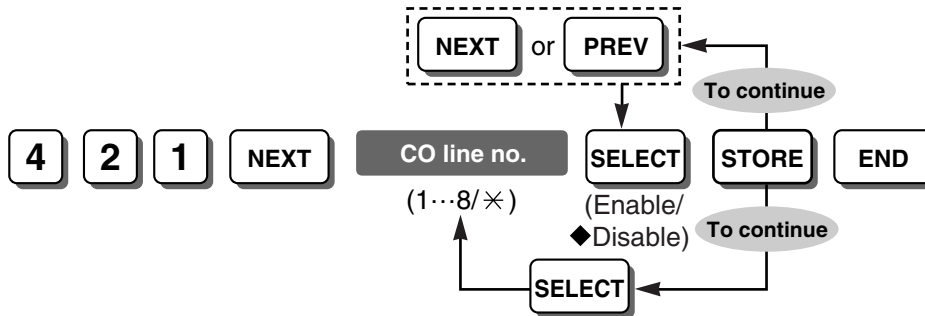 NEXT or PREV
To continue
4 2 1 NEXT CO line no. SELECT STORE END
(1···8/✳) (Enable/
◆Disable)
To continue
SELECT